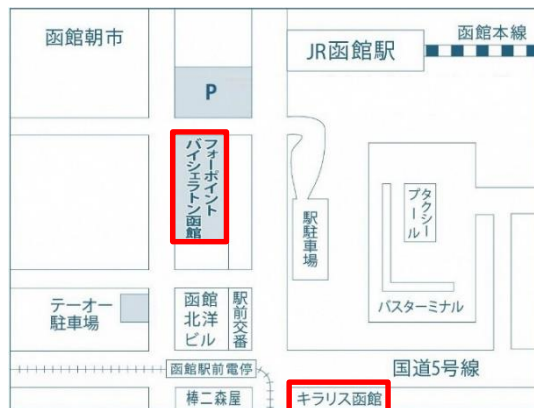 函館朝市
函館本線
JR函館駅
P
フォーポイント
バイシェラトン函館
タクシー
プール
駅駐車場
バスターミナル
テーオー
駐車場
函館
北洋
ビル
駅前交番
函館駅前電停
国道5号線
棒二森屋
キラリス函館